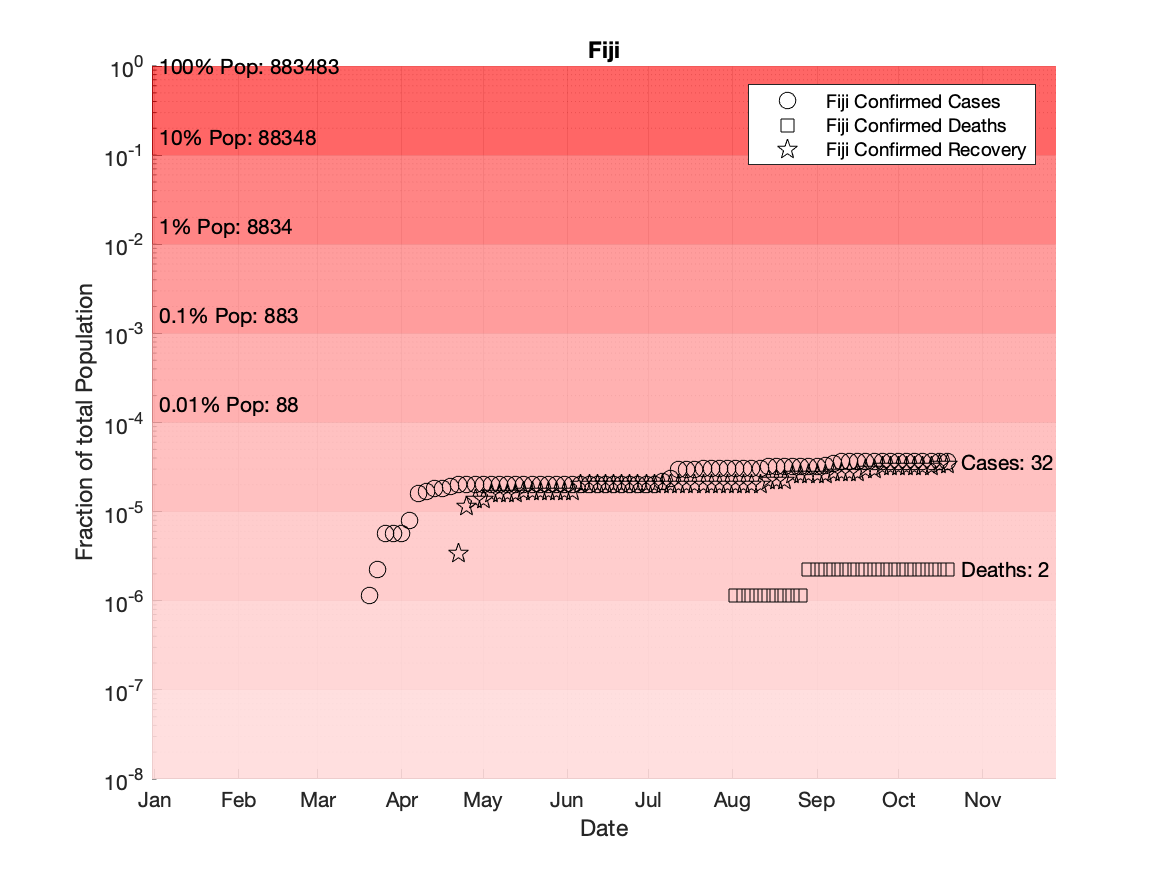 Fiji
10^0
100% Pop: 883483
Fiji Confirmed Cases
Fiji Confirmed Deaths
Fiji Confirmed Recovery
10% Pop: 88348
10^-1
1% Pop: 8834
10^-2
0.1% Pop: 883
10^-3
0.01% Pop: 88
10^-4
Cases: 32
10^-5
Deaths: 2
10^-6
10^-7
10^-8
Fraction of total Population
Jan Feb Mar Apr May Jun Jul Aug Sep Oct Nov
Date